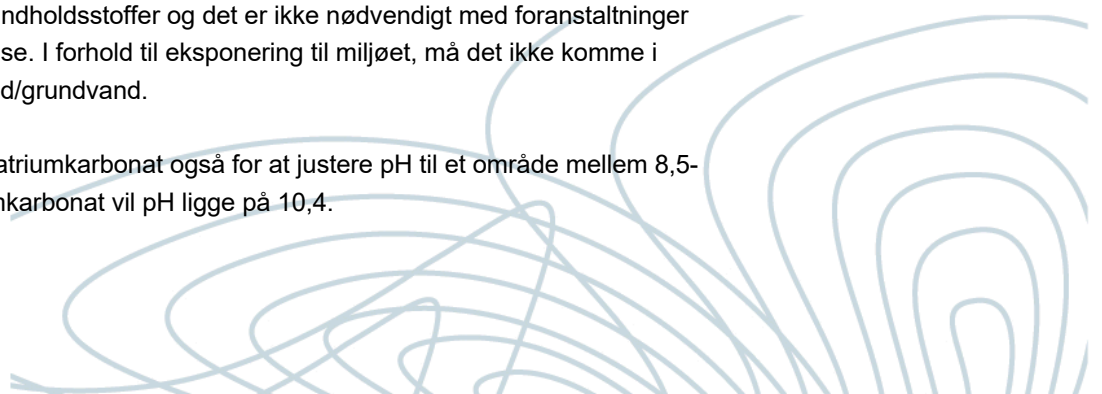 ndholdsstoffer og det er ikke nødvendigt med foranstaltninger
se. I forhold til eksponering til miljøet, må det ikke komme i
d/grundvand.
atriumkarbonat også for at justere pH til et område mellem 8,5-
nkarbonat vil pH ligge på 10,4.